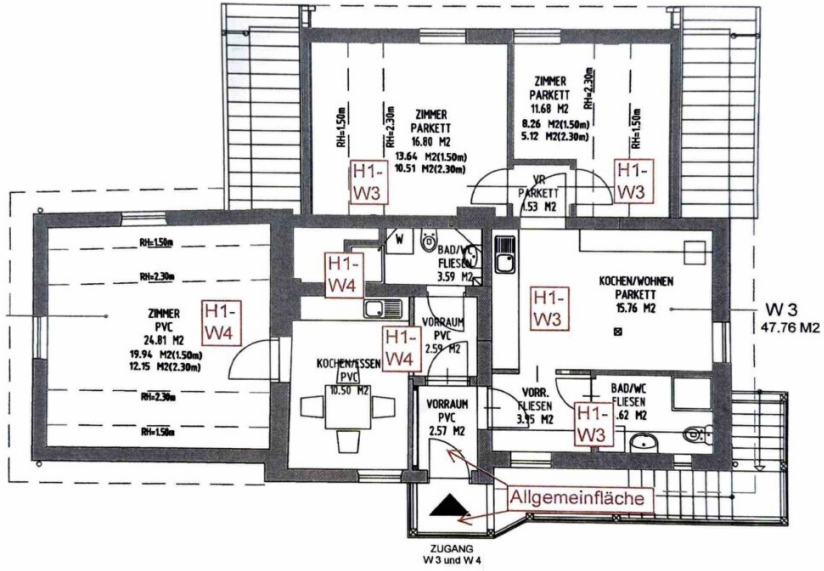 ZIMMER
PARKETT
16.80 M2
13.64 M2(1.50m)
10.51 M2(2.30m)
RH=1.50m
RH=2.30m
H1-
W3
ZIMMER
PARKETT
11.68 M2
8.26 M2(1.50m)
5.12 M2(2.30m)
RH=2.30m
RH=1.50m
H1-
W3
VR
PARKETT
1.53 M2
RH=1.50m
RH=2.30m
ZIMMER
PVC
24.81 M2
19.94 M2(1.50m)
12.15 M2(2.30m)
RH=2.30m
RH=1.50m
H1-
W4
H1-
W4
W
BAD/WC
FLIESEN
3.59 M2
KOCHEN/WOHNEN
PARKETT
15.76 M2
H1-
W3
W 3
47.76 M2
VORRAUM
PVC
2.59 M2
H1-
W4
KOCHEN/ESSEN
PVC
10.50 M2
VORRAUM
PVC
2.57 M2
VORR.
FLIESEN
3.95 M2
BAD/WC
FLIESEN
.62 M2
H1-
W3
Allgemeinfläche
ZUGANG
W 3 und W 4